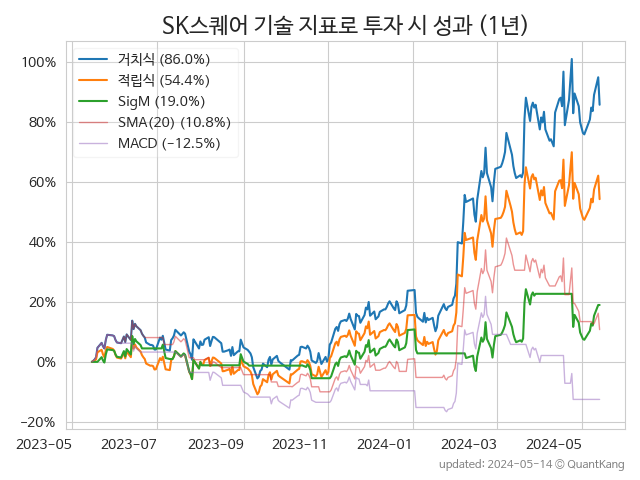 SK스퀘어 기술 지표로 투자 시 성과 (1년)
100%
80%
60%
40%
20%
0%
−20%
거치식 (86.0%)
적립식 (54.4%)
SigM (19.0%)
SMA(20) (10.8%)
MACD (−12.5%)
2023-05
2023-07
2023-09
2023-11
2024-01
2024-03
2024-05
updated: 2024-05-14 © QuantKang